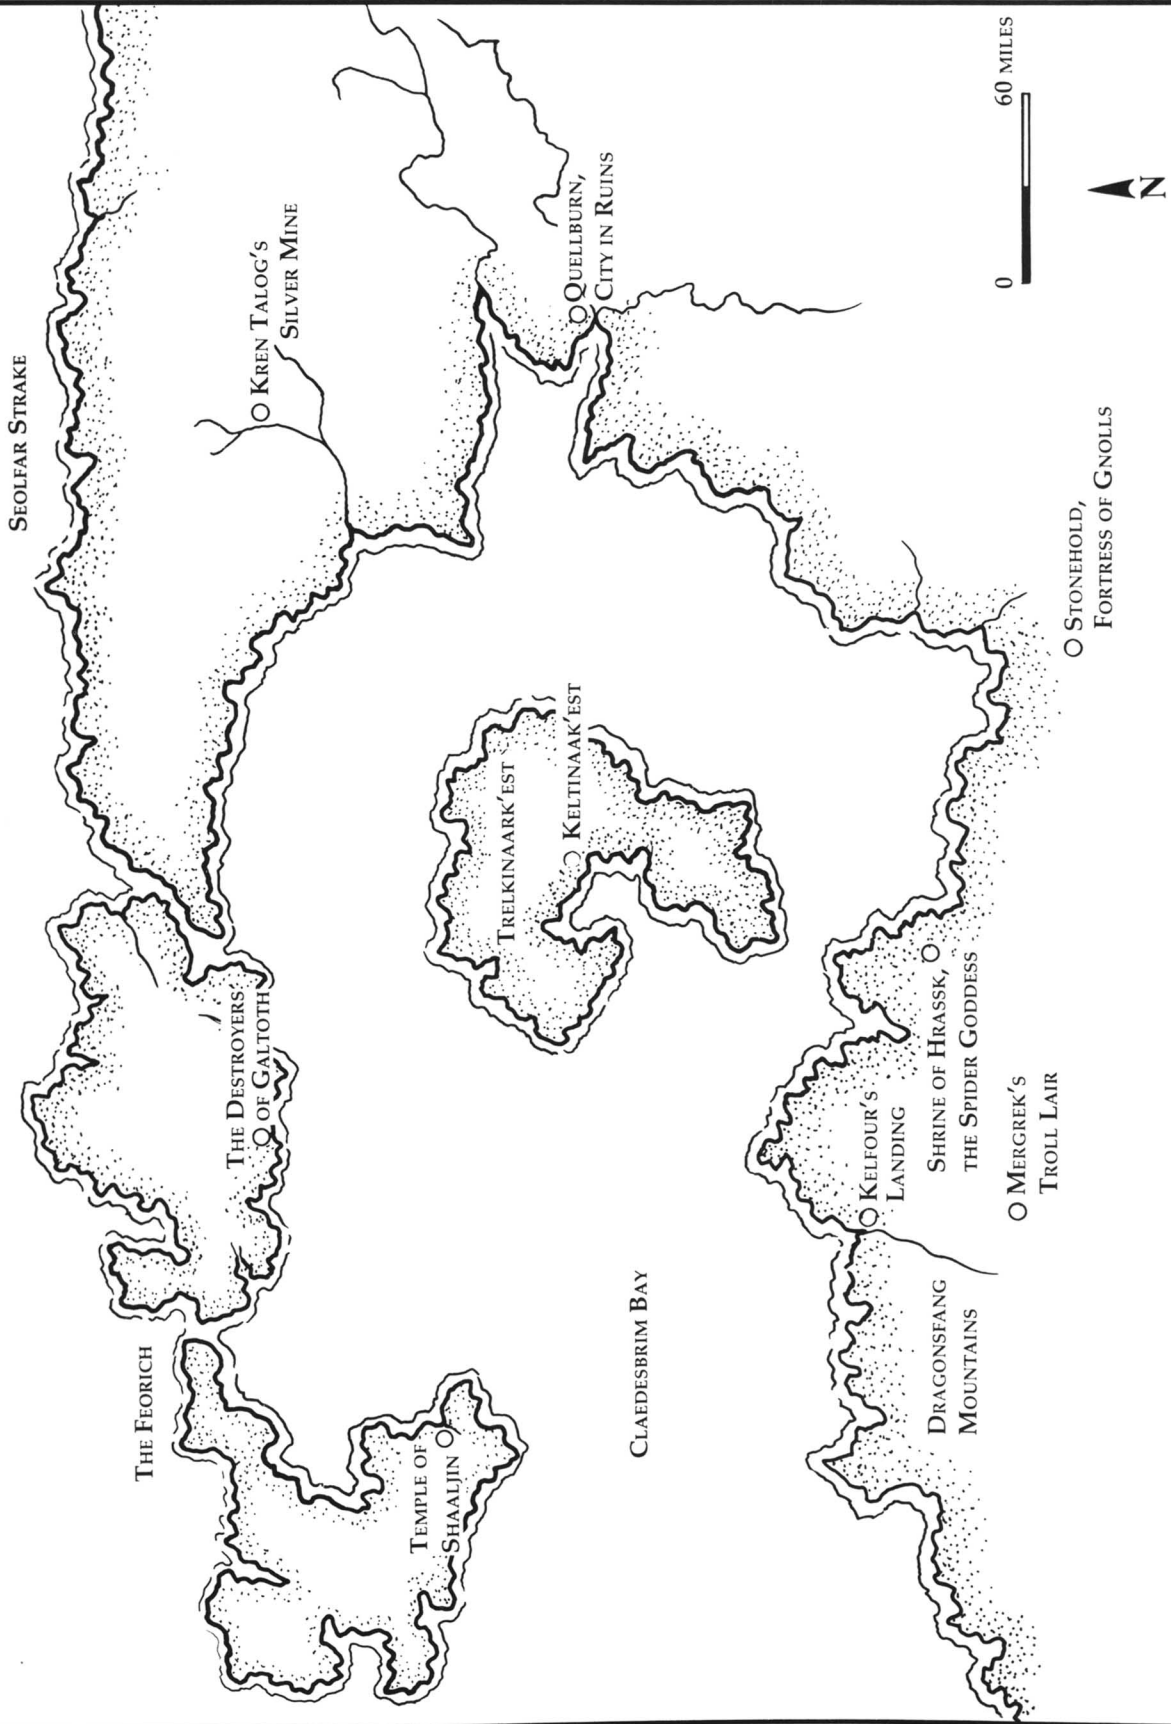 SEOLFAR STRAKE
KREN TALOG'S
SILVER MINE
QUELLBURN,
CITY IN RUINS
THE FEORICH
THE DESTROYERS'
OF GALTOTH
TRELKINAARK'EST
KELTINAAK'EST
TEMPLE OF
SHAALJIN
CLAEDESBRIM BAY
KELFOUR'S
LANDING
SHRINE OF HRASSK,
THE SPIDER GODDESS
DRAGONSFANG
MOUNTAINS
MERGREK'S
TROLL LAIR
STONEHOLD,
FORTRESS OF GNOLLS
0 60 MILES
N